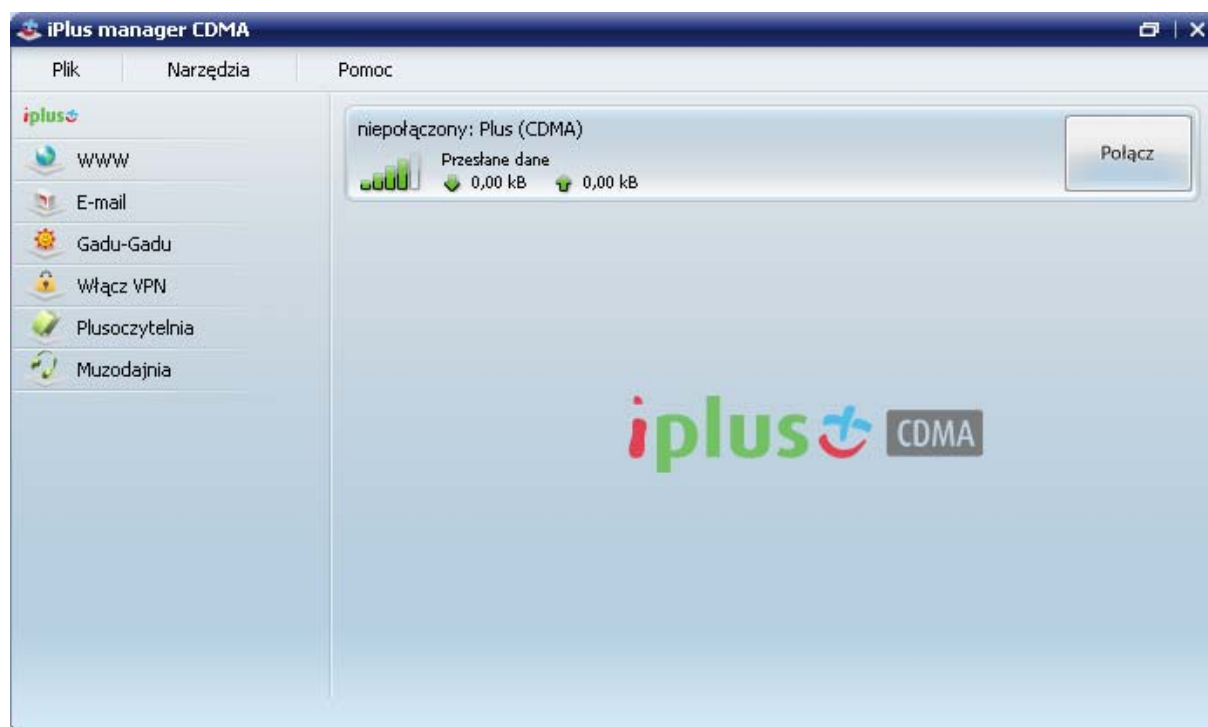 iPlus manager CDMA
Plik Narzędzia Pomoc
iplus
WWW
E-mail
Gadu-Gadu
Włącz VPN
Plusoczytelnia
Muzodajnia
niepołączony: Plus (CDMA)
Przesłane dane
0,00 kB 0,00 kB
Połącz
iplus CDMA